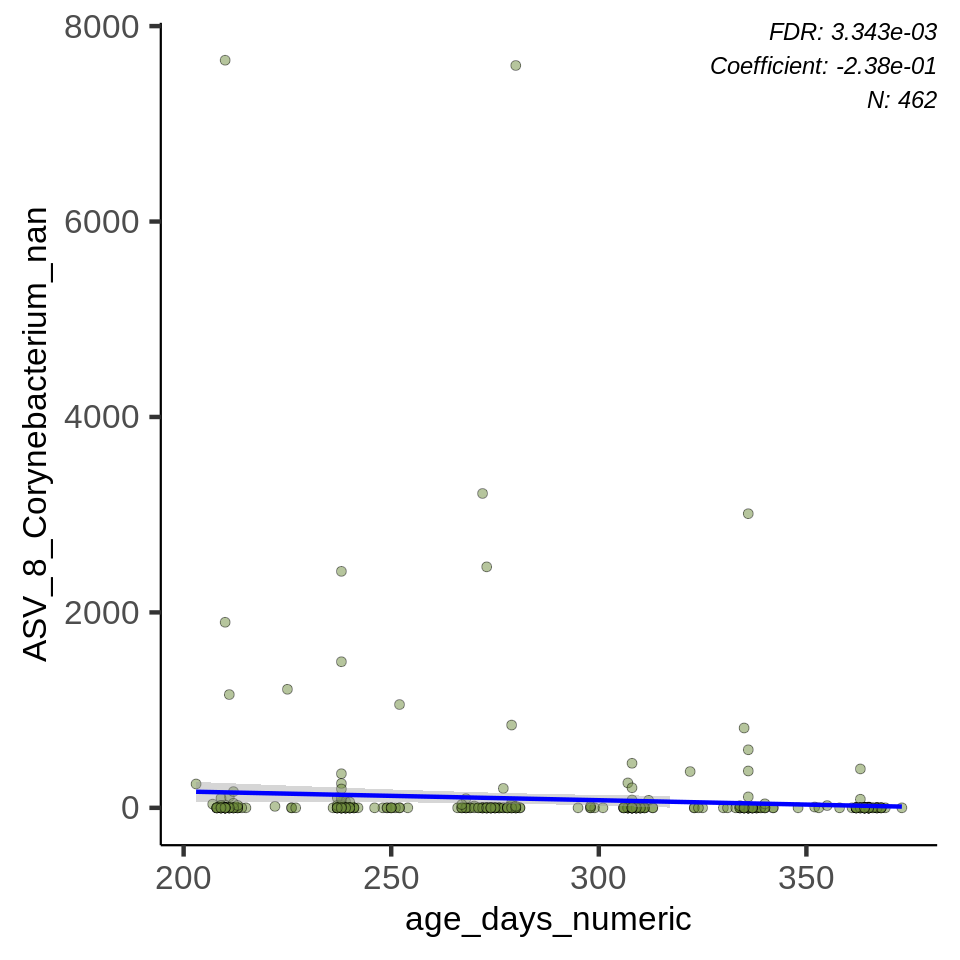 FDR: 3.343e-03
Coefficient: -2.38e-01
N: 462
ASV_8_Corynebacterium_nan
8000
6000
4000
2000
0
200 250 300 350
age_days_numeric